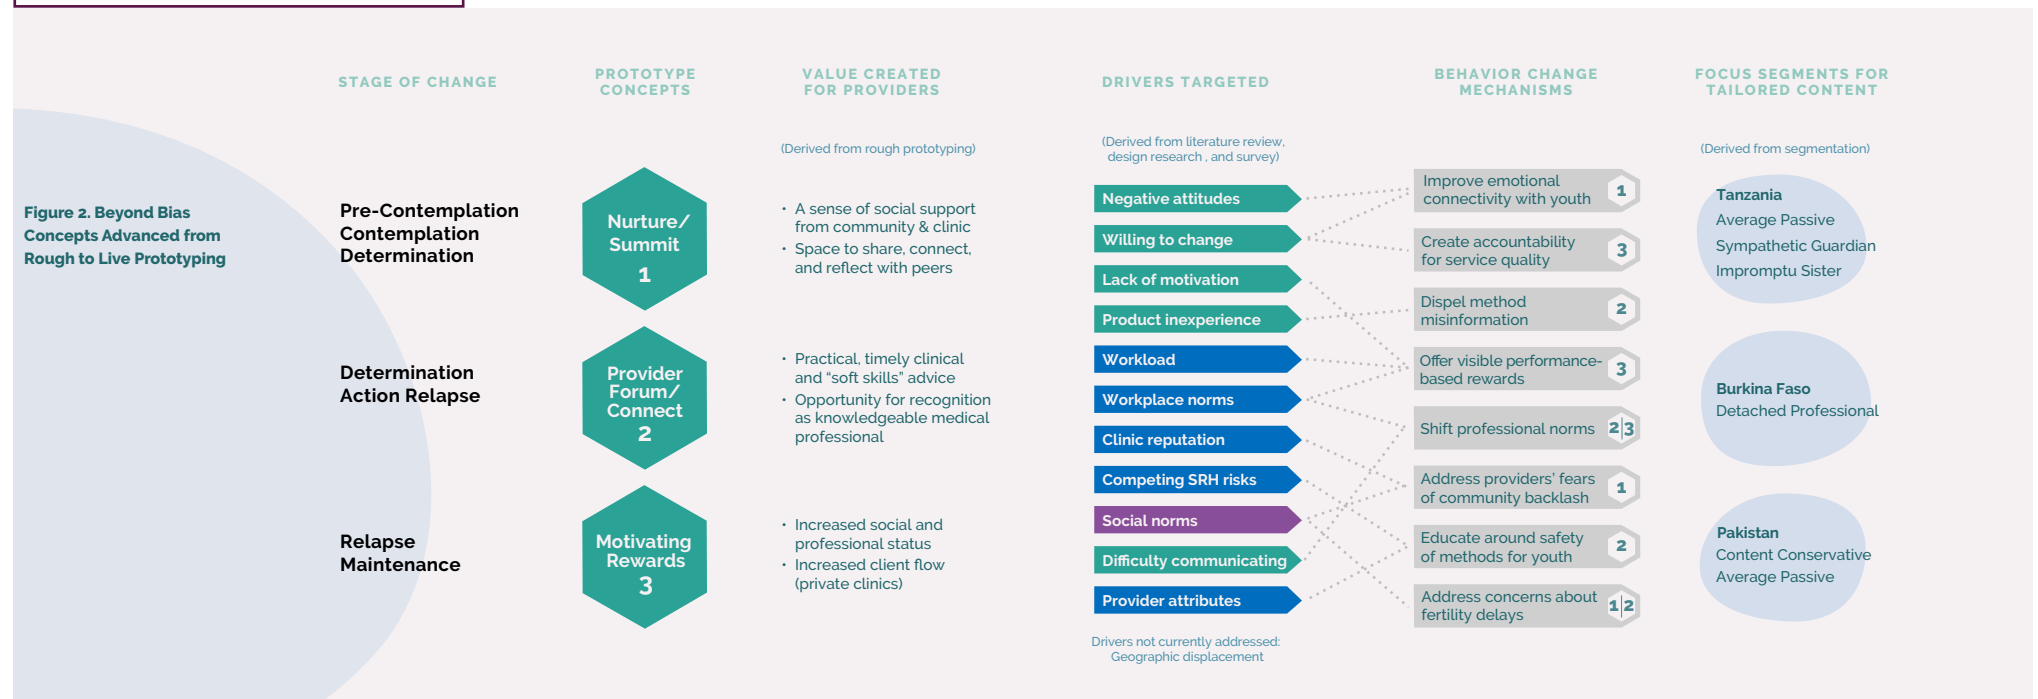 STAGE OF CHANGE
PROTOTYPE
CONCEPTS
VALUE CREATED
FOR PROVIDERS
DRIVERS TARGETED
BEHAVIOR CHANGE
MECHANISMS
FOCUS SEGMENTS FOR
TAILORED CONTENT
(Derived from rough prototyping)
(Derived from literature review,
design research , and survey)
(Derived from segmentation)
Figure 2. Beyond Bias
Concepts Advanced from
Rough to Live Prototyping
Pre-Contemplation
Contemplation
Determination
Determination
Action Relapse
Relapse
Maintenance
Nurture/
Summit
1
Provider
Forum/
Connect
2
Motivating
Rewards
3
• A sense of social support
from community & clinic
• Space to share, connect,
and reflect with peers
• Practical, timely clinical
and “soft skills” advice
• Opportunity for recognition
as knowledgeable medical
professional
• Increased social and
professional status
• Increased client flow
(private clinics)
Negative attitudes
Willing to change
Lack of motivation
Product inexperience
Workload
Workplace norms
Clinic reputation
Competing SRH risks
Social norms
Difficulty communicating
Provider attributes
Drivers not currently addressed:
Geographic displacement
Improve emotional
connectivity with youth
1
Create accountability
for service quality
3
Dispel method
misinformation
2
Offer visible performance-
based rewards
3
Shift professional norms
2|3
Address providers’ fears
of community backlash
1
Educate around safety
of methods for youth
2
Address concerns about
fertility delays
1|2
Tanzania
Average Passive
Sympathetic Guardian
Impromptu Sister
Burkina Faso
Detached Professional
Pakistan
Content Conservative
Average Passive